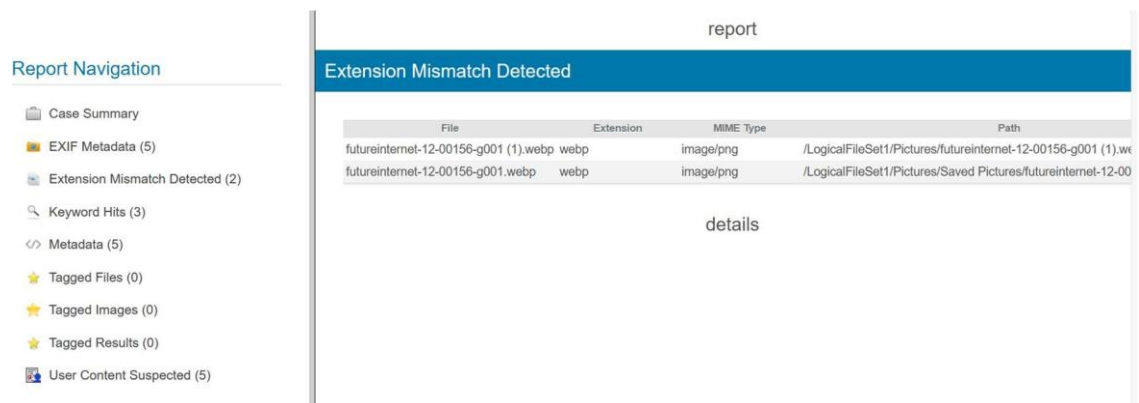 report
Report Navigation
Case Summary
EXIF Metadata (5)
Extension Mismatch Detected (2)
Keyword Hits (3)
Metadata (5)
Tagged Files (0)
Tagged Images (0)
Tagged Results (0)
User Content Suspected (5)
Extension Mismatch Detected
File Extension MIME Type Path
futureinternet-12-00156-g001 (1).webp webp image/png /LogicalFileSet1/Pictures/futureinternet-12-00156-g001 (1).we
futureinternet-12-00156-g001.webp webp image/png /LogicalFileSet1/Pictures/Saved Pictures/futureinternet-12-00
details